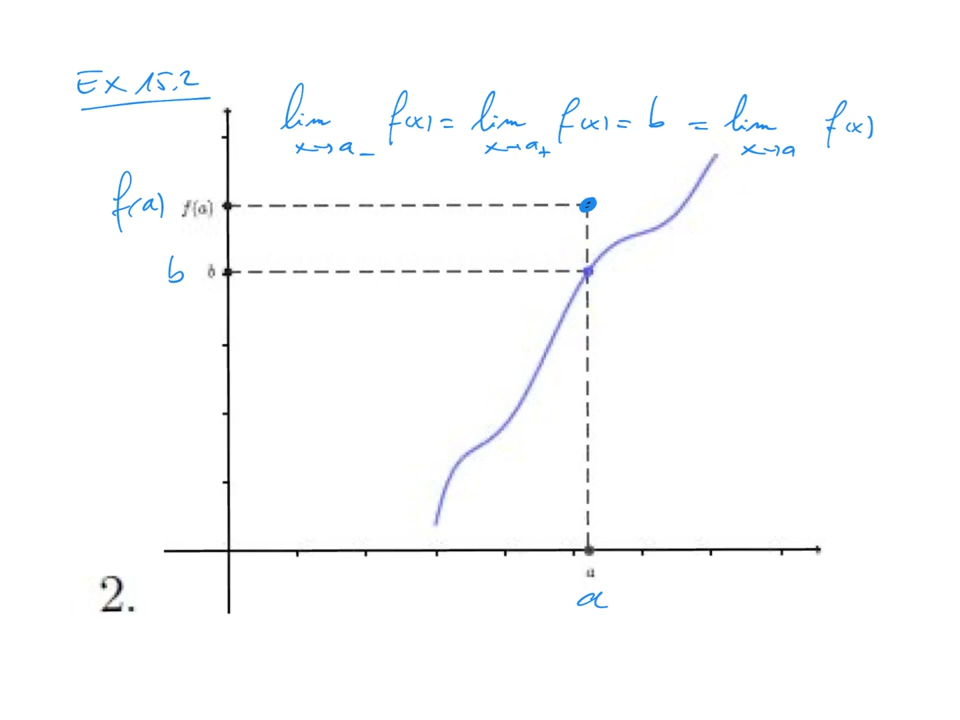 Ex 15.2
lim x→a- f(x) = lim x→a+ f(x) = b = lim x→a f(x)
f(a) f(a)
b b
a
a
2.